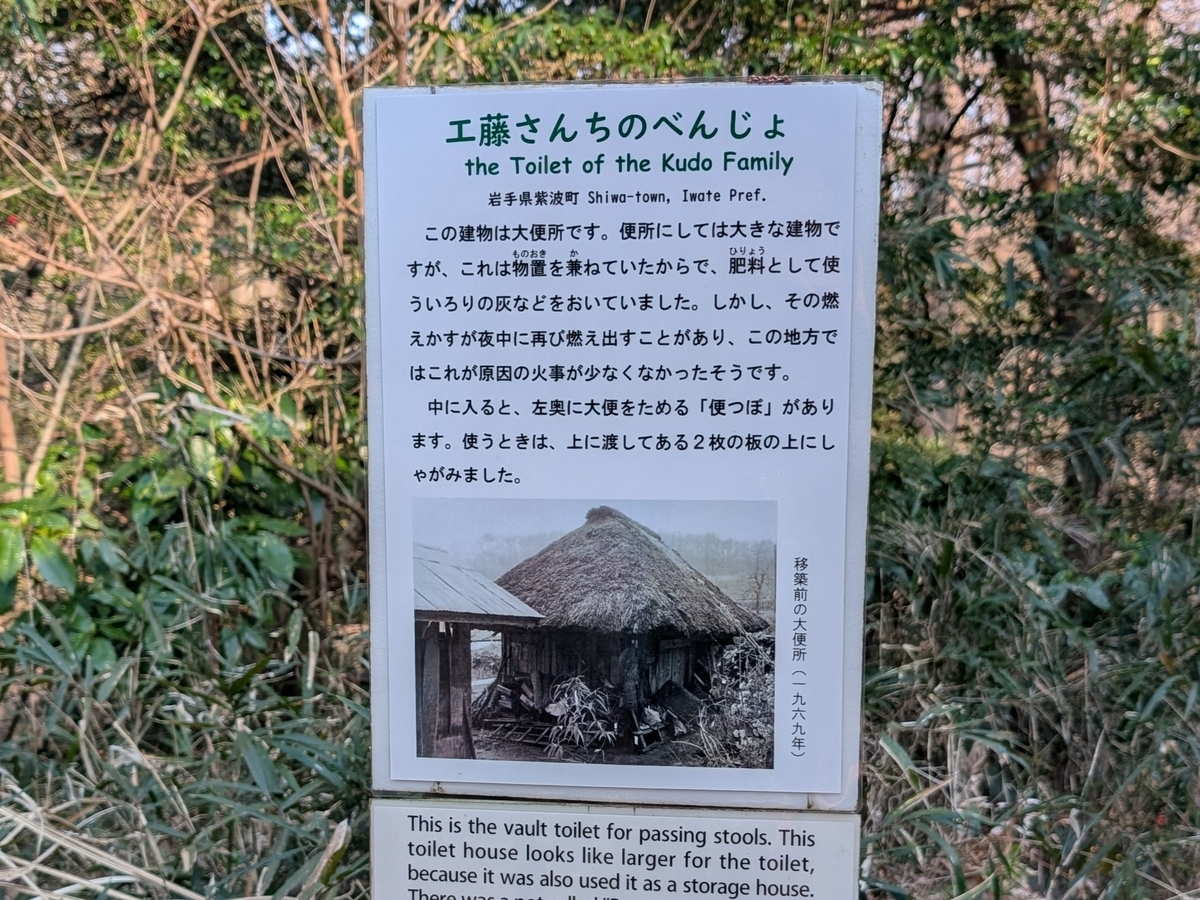 工藤さんちのべんじょ
the Toilet of the Kudo Family
岩手県紫波町 Shiwa-town, Iwate Pref.
この建物は大便所です。便所にしては大きな建物で
すが、これは物置を兼ねていたからで、肥料として使
ういろりの灰などをおいていました。しかし、その燃
えかすが夜中に再び燃え出すことがあり、この地方で
はこれが原因の火事が少なくなかったそうです。
中に入ると、左奥に大便をためる「便つぼ」があり
ます。使うときは、上に渡してある2枚の板の上にし
ゃがみました。
移築前の大便所（一九六九年）
This is the vault toilet for passing stools. This
toilet house looks like larger for the toilet,
because it was also used it as a storage house.
There was a pot